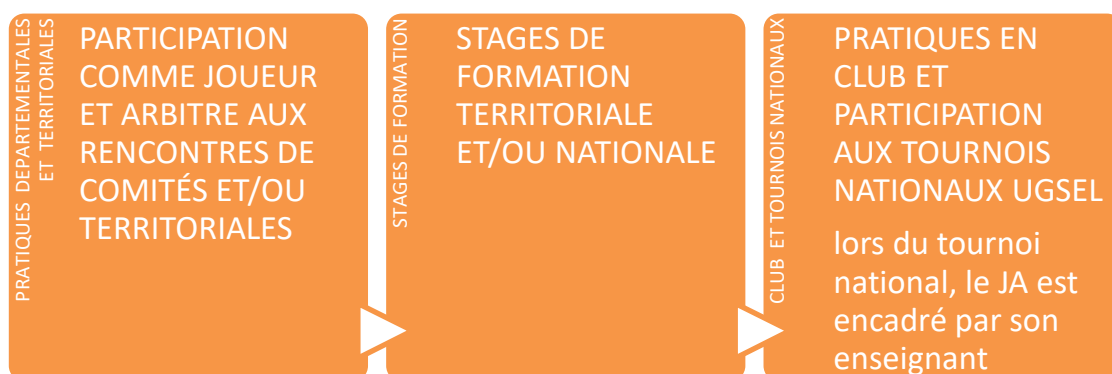 PRATIQUES DEPARTEMENTALES
ET TERRITORIALES
PARTICIPATION
COMME JOUEUR
ET ARBITRE AUX
RENCONTRES DE
COMITÉS ET/OU
TERRITORIALES
STAGES DE FORMATION
STAGES DE
FORMATION
TERRITORIALE
ET/OU NATIONALE
CLUB ET TOURNOIS NATIONAUX
PRATIQUES EN
CLUB ET
PARTICIPATION
AUX TOURNOIS
NATIONAUX UGSEL
lors du tournoi
national, le JA est
encadré par son
enseignant